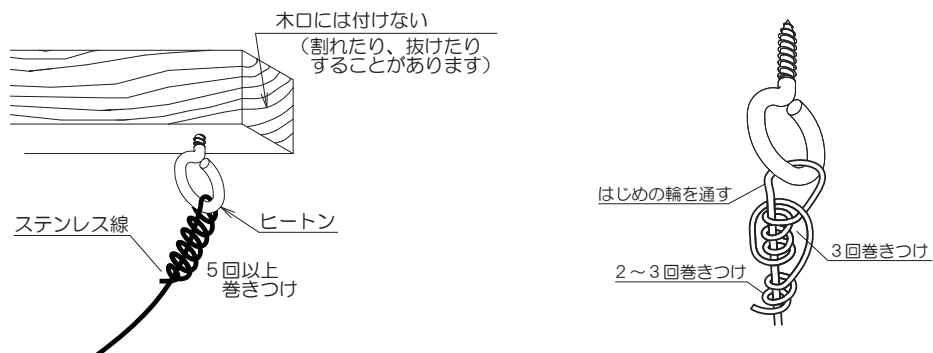 木口には付けない
（割れたり、抜けたり
することがあります）
ステンレス線
ヒートン
5回以上
巻きつけ
はじめの輪を通す
3回巻きつけ
2～3回巻きつけ